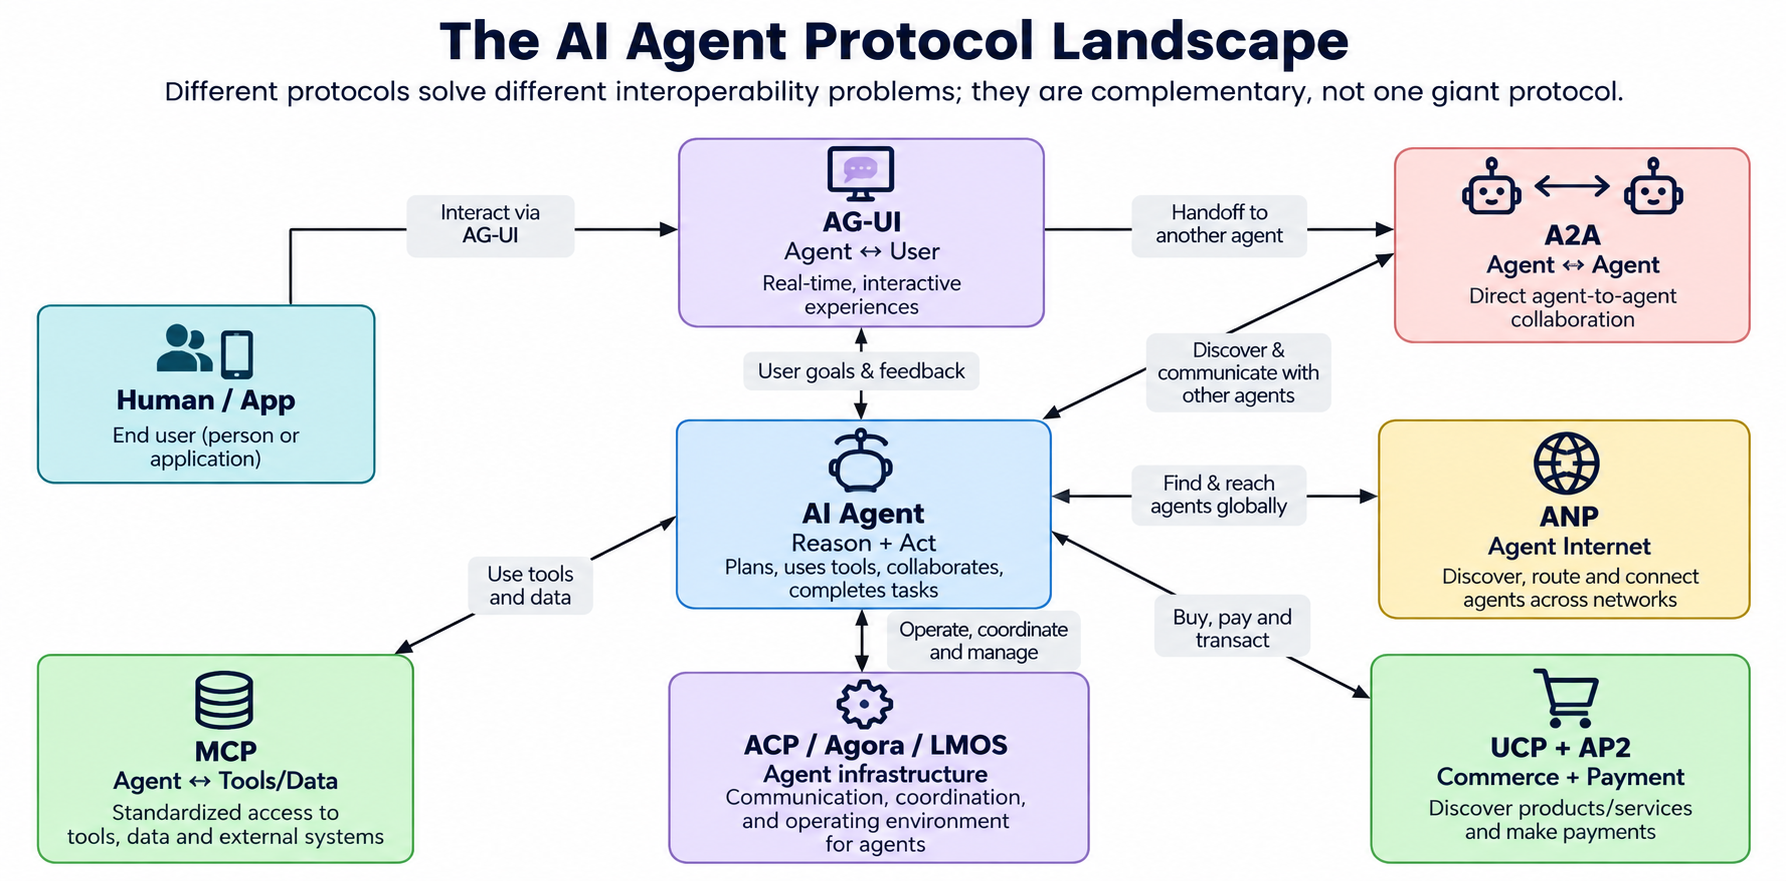 The AI Agent Protocol Landscape
Different protocols solve different interoperability problems; they are complementary, not one giant protocol.
Interact via
AG-UI
AG-UI
Agent ↔ User
Real-time, interactive
experiences
Handoff to
another agent
A2A
Agent ↔ Agent
Direct agent-to-agent
collaboration
Human / App
End user (person or
application)
User goals & feedback
Discover &
communicate with
other agents
AI Agent
Reason + Act
Plans, uses tools, collaborates,
completes tasks
Find & reach
agents globally
ANP
Agent Internet
Discover, route and connect
agents across networks
Use tools
and data
Operate, coordinate
and manage
Buy, pay and
transact
MCP
Agent ↔ Tools/Data
Standardized access to
tools, data and external systems
ACP / Agora / LMOS
Agent infrastructure
Communication, coordination,
and operating environment
for agents
UCP + AP2
Commerce + Payment
Discover products/services
and make payments